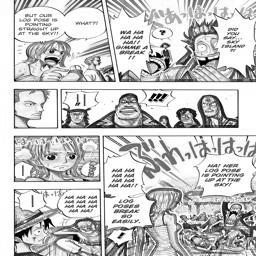 WHAT?!
BUT OUR
LOG POSE
IS
POINTING
STRAIGHT UP
AT THE
SKY!!
DID
YOU
SAY,
"SKY
ISLAND"
?!
?
WA HA
HA HA
HA!!
GIMME A
BREAK
!!
!!
!
HA! HER
LOG POSE IS
POINTING UP
AT THE
SKY!!
HA HA
HA HA
HA HA
HA!!
LOG
POSES
BREAK
SO
EASILY.
HA HA
HA HA
HA HA
HA HA
HA HA
HA!!